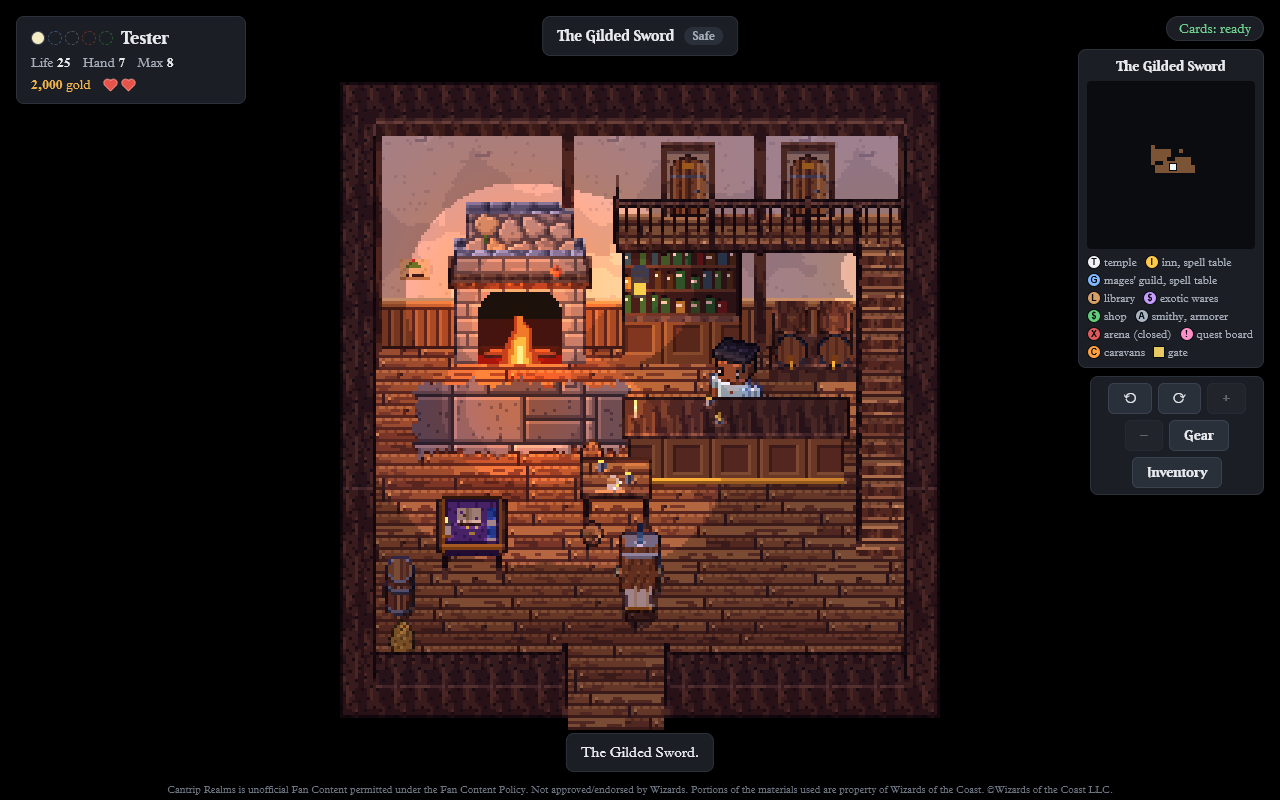 Tester
Life 25 Hand 7 Max 8
2,000 gold
The Gilded Sword Safe
Cards: ready
The Gilded Sword
T temple I inn, spell table
G mages' guild, spell table
L library $ exotic wares
$ shop A smithy, armorer
X arena (closed) ! quest board
C caravans gate
+
− Gear
Inventory
The Gilded Sword.
Cantrip Realms is unofficial Fan Content permitted under the Fan Content Policy. Not approved/endorsed by Wizards. Portions of the materials used are property of Wizards of the Coast. ©Wizards of the Coast LLC.